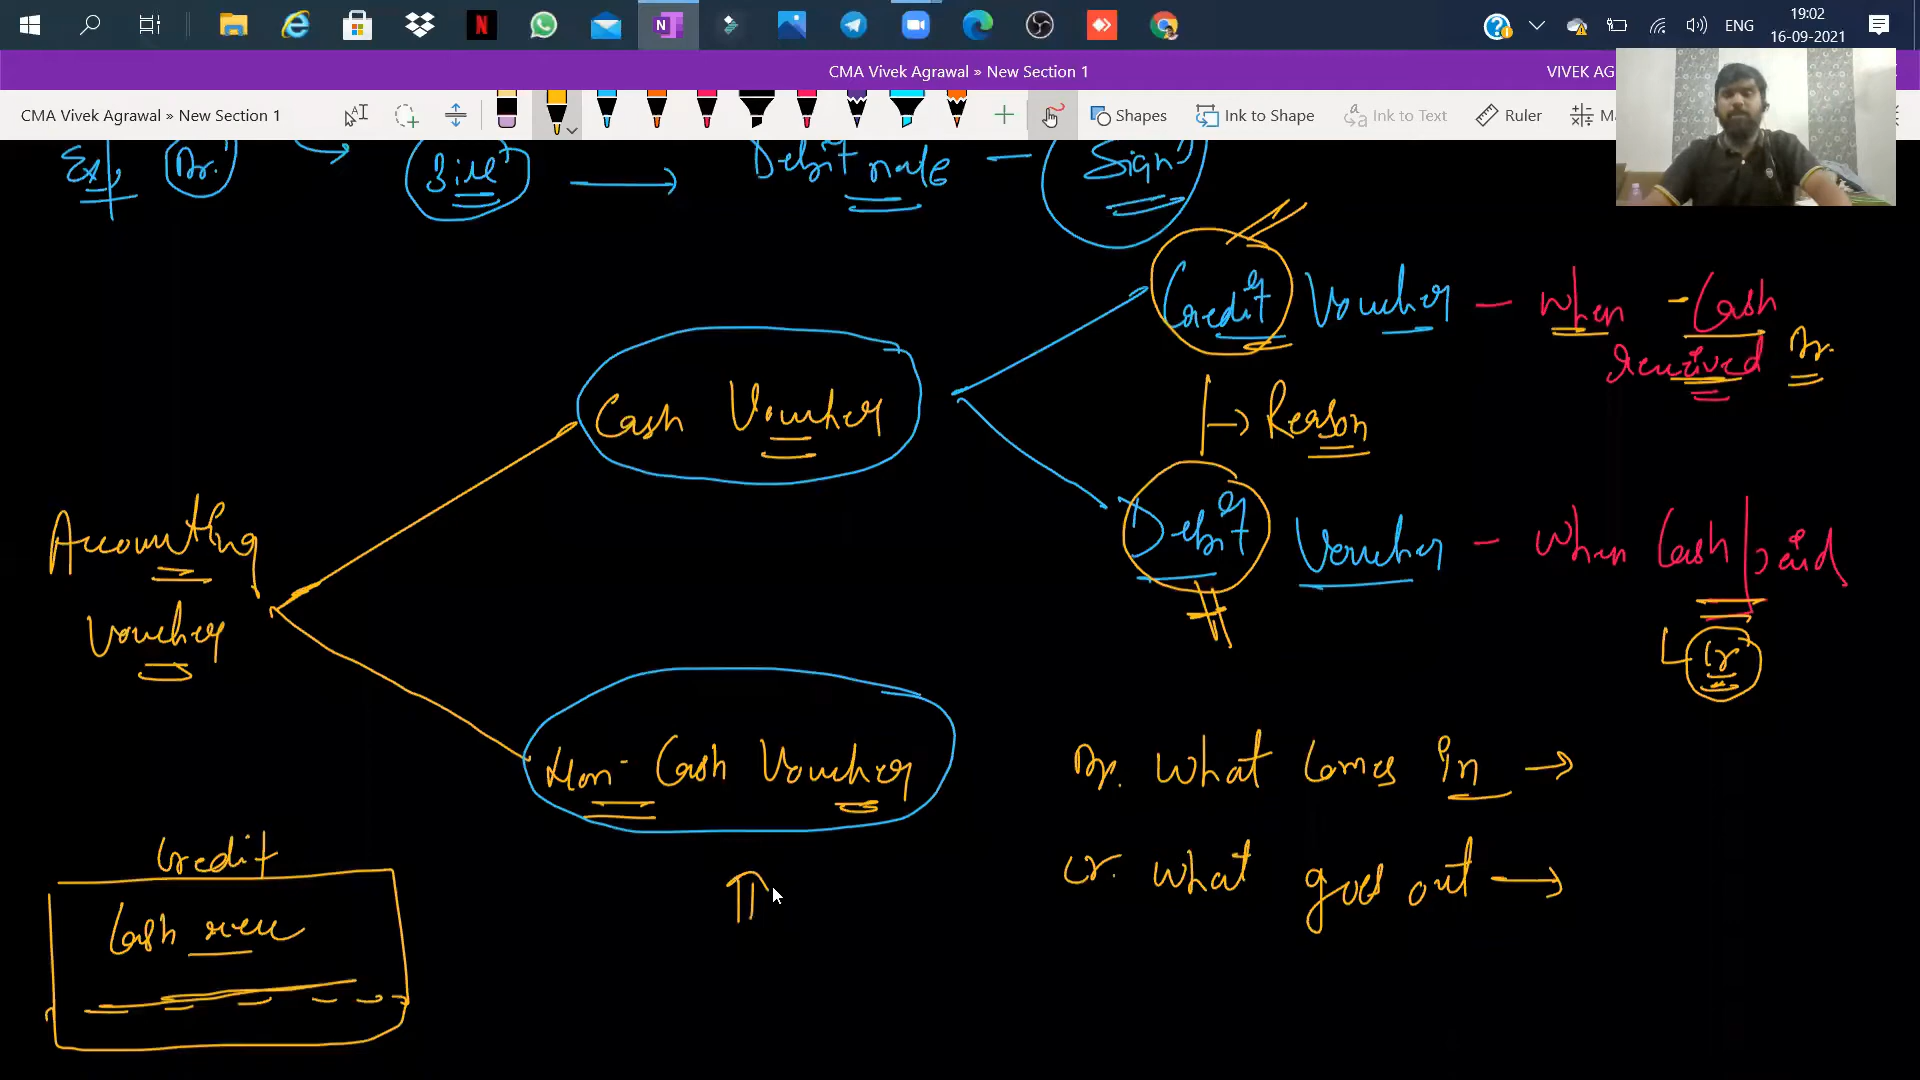 19:02
ENG
16-09-2021
CMA Vivek Agrawal » New Section 1
VIVEK AG
CMA Vivek Agrawal » New Section 1
Shapes
Ink to Shape
Ink to Text
Ruler
Ma
Dr.
Bill
Debit note
Sign
Credit Voucher - When - Cash
received Dr.
Cash Voucher
Reason
Accounting
Voucher
Debit Voucher - When Cash paid
Cr
Non-Cash Voucher
Dr. What Comes In →
Cr. What goes out →
Credit
Cash